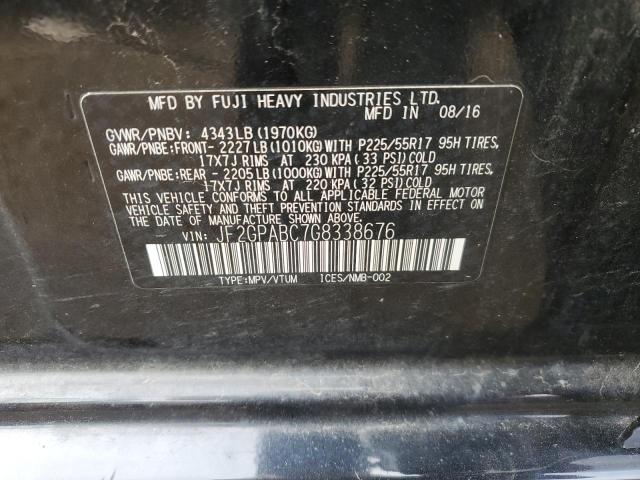 MFD BY FUJI HEAVY INDUSTRIES LTD.
MFD IN 08/16
GVWR/PNBV: 4343LB(1970KG)
GAWR/PNBE:FRONT- 2227LB(1010KG)WITH P225/55R17 95H TIRES,
17X7J RIMS AT 230 KPA(33 PSI)COLD
GAWR/PNBE:REAR - 2205LB(1000KG)WITH P225/55R17 95H TIRES,
17X7J RIMS AT 220 KPA(32 PSI)COLD
THIS VEHICLE CONFORMS TO ALL APPLICABLE FEDERAL MOTOR
VEHICLE SAFETY AND THEFT PREVENTION STANDARDS IN EFFECT ON
THE DATE OF MANUFACTURE SHOWN ABOVE.
VIN: JF2GPABC7G8338676
TYPE:MPV/VTUM ICES/NMB-002